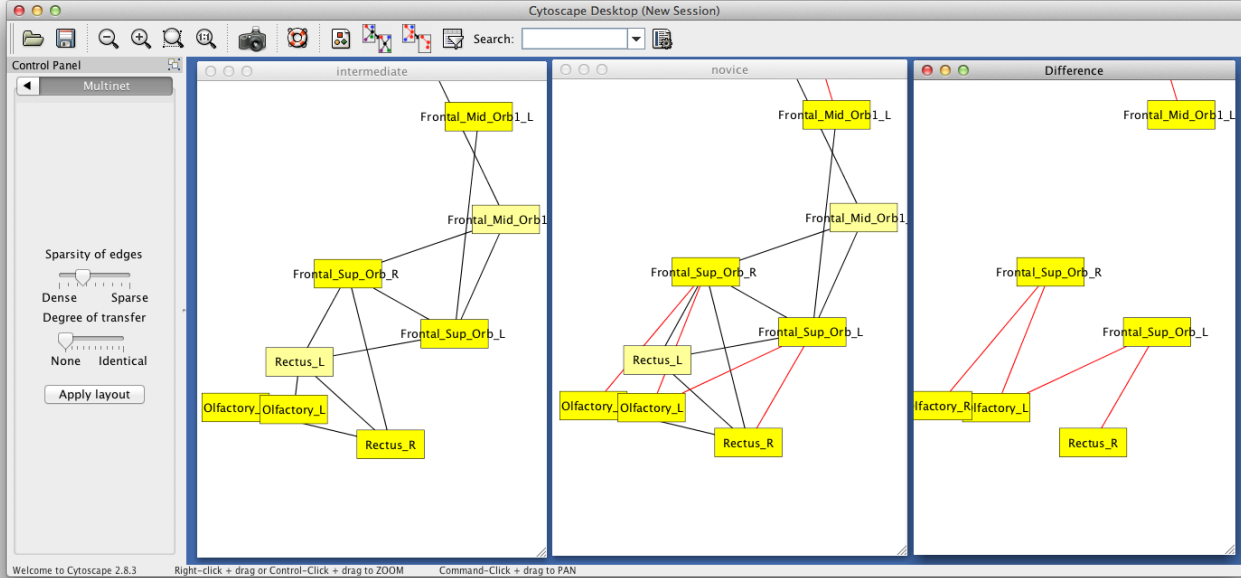 Cytoscape Desktop (New Session)
Search:
Control Panel
Multinet
Sparsity of edges
Dense Sparse
Degree of transfer
None Identical
Apply layout
intermediate
Frontal_Mid_Orb1_L
Frontal_Mid_Orb1
Frontal_Sup_Orb_R
Frontal_Sup_Orb_L
Rectus_L
Olfactory_
Olfactory_L
Rectus_R
novice
Frontal_Mid_Orb1_L
Frontal_Mid_Orb1_
Frontal_Sup_Orb_R
Frontal_Sup_Orb_L
Rectus_L
Olfactory_
Olfactory_L
Rectus_R
Difference
Frontal_Mid_Orb1_L
Frontal_Sup_Orb_R
Frontal_Sup_Orb_L
lfactory_R
lfactory_L
Rectus_R
Welcome to Cytoscape 2.8.3 Right-click + drag or Control-Click + drag to ZOOM Command-Click + drag to PAN